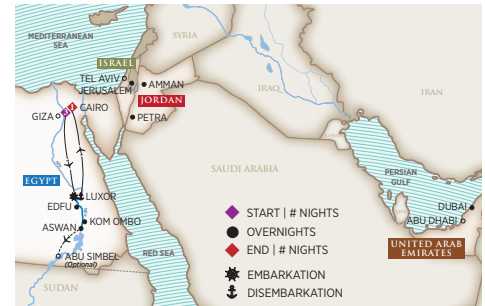 MEDITERRANEAN
SEA
SYRIA
ISRAEL
TEL AVIV
AMMAN
JERUSALEM
IRAQ
IRAN
JORDAN
3
1
CAIRO
GIZA
PETRA
SAUDI ARABIA
PERSIAN
GULF
EGYPT
LUXOR
EDFU
KOM OMBO
ASWAN
ABU SIMBEL
(Optional)
RED SEA
SUDAN
DUBAI
ABU DHABI
UNITED ARAB
EMIRATES
START | # NIGHTS
OVERNIGHTS
END | # NIGHTS
EMBARKATION
DISEMBARKATION